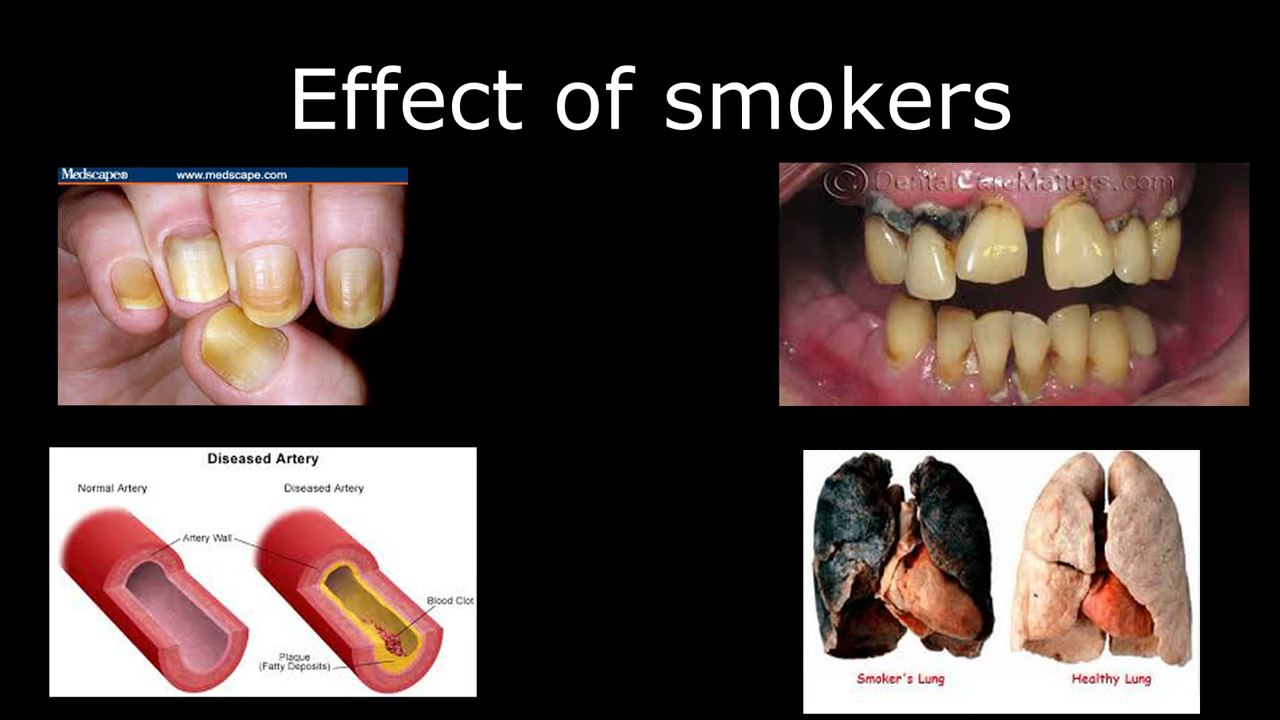 Effect of smokers
Medscape® www.medscape.com
© DentalCareMatters.com
Diseased Artery
Normal Artery Diseased Artery
Artery Wall
Blood Clot
Plaque
(Fatty Deposits)
Smoker's Lung Healthy Lung